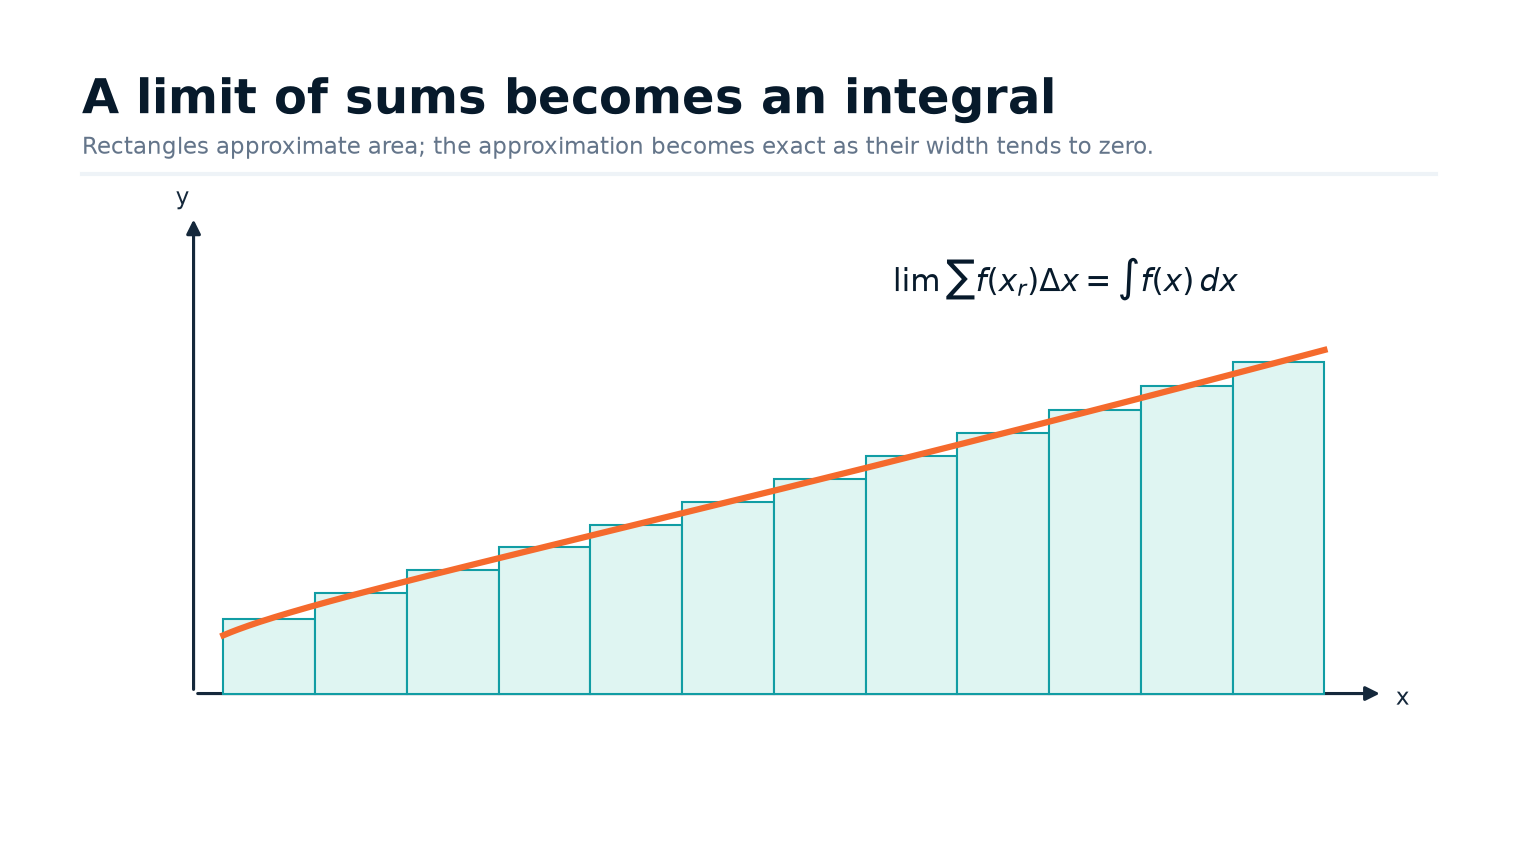 A limit of sums becomes an integral
Rectangles approximate area; the approximation becomes exact as their width tends to zero.
y
lim ∑ f(xᵣ)Δx = ∫ f(x) dx
x